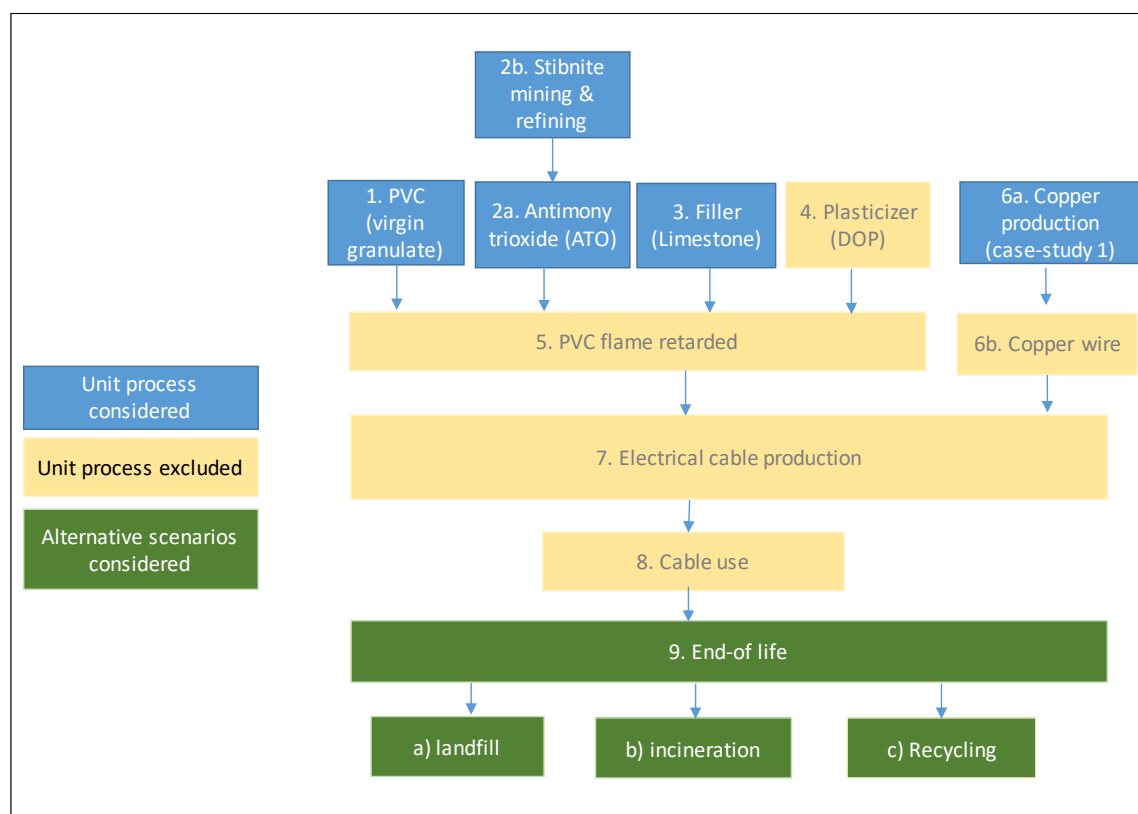 2b. Stibnite
mining &
refining
1. PVC
(virgin
granulate)
2a. Antimony
trioxide (ATO)
3. Filler
(Limestone)
4. Plasticizer
(DOP)
6a. Copper
production
(case-study 1)
5. PVC flame retarded
6b. Copper wire
Unit process
considered
Unit process excluded
Alternative scenarios
considered
7. Electrical cable production
8. Cable use
9. End-of life
a) landfill
b) incineration
c) Recycling